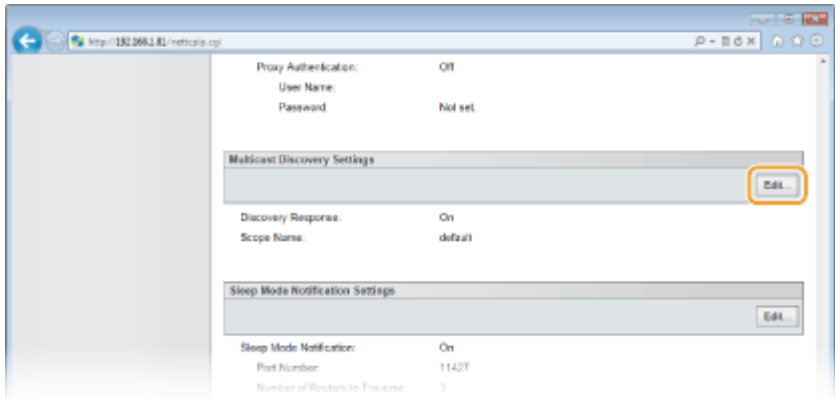 http://192.168.1.81/nettcpip.cgi
Proxy Authentication: Off
User Name:
Password: Not set.
Multicast Discovery Settings
Edit...
Discovery Response: On
Scope Name: default
Sleep Mode Notification Settings
Edit...
Sleep Mode Notification: On
Port Number: 11427
Number of Routers to Traverse: 3